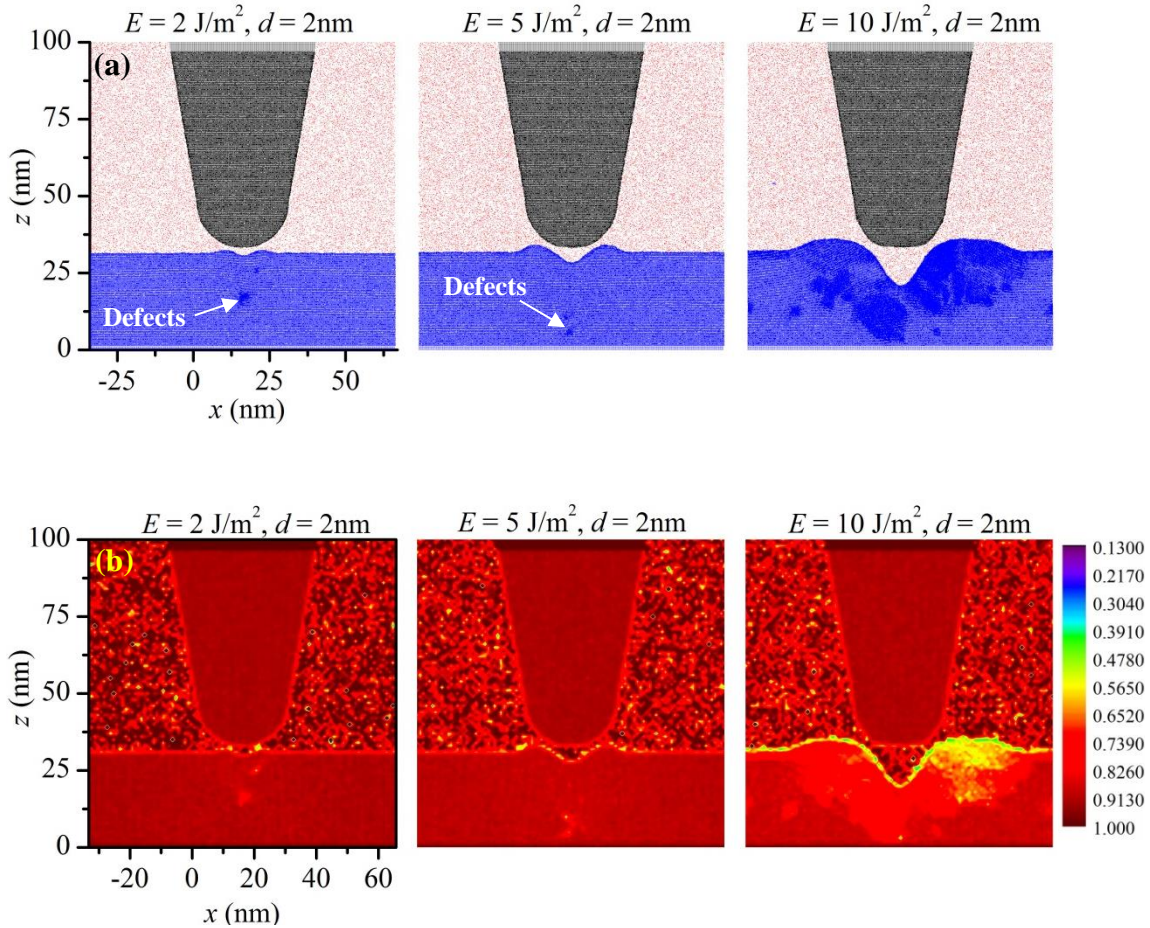 E = 2 J/m², d = 2nm
E = 5 J/m², d = 2nm
E = 10 J/m², d = 2nm
(a)
100
75
50
25
0
z (nm)
Defects
Defects
-25
0
25
50
x (nm)
E = 2 J/m², d = 2nm
E = 5 J/m², d = 2nm
E = 10 J/m², d = 2nm
(b)
100
75
50
25
0
z (nm)
-20
0
20
40
60
x (nm)
0.1300
0.2170
0.3040
0.3910
0.4780
0.5650
0.6520
0.7390
0.8260
0.9130
1.000